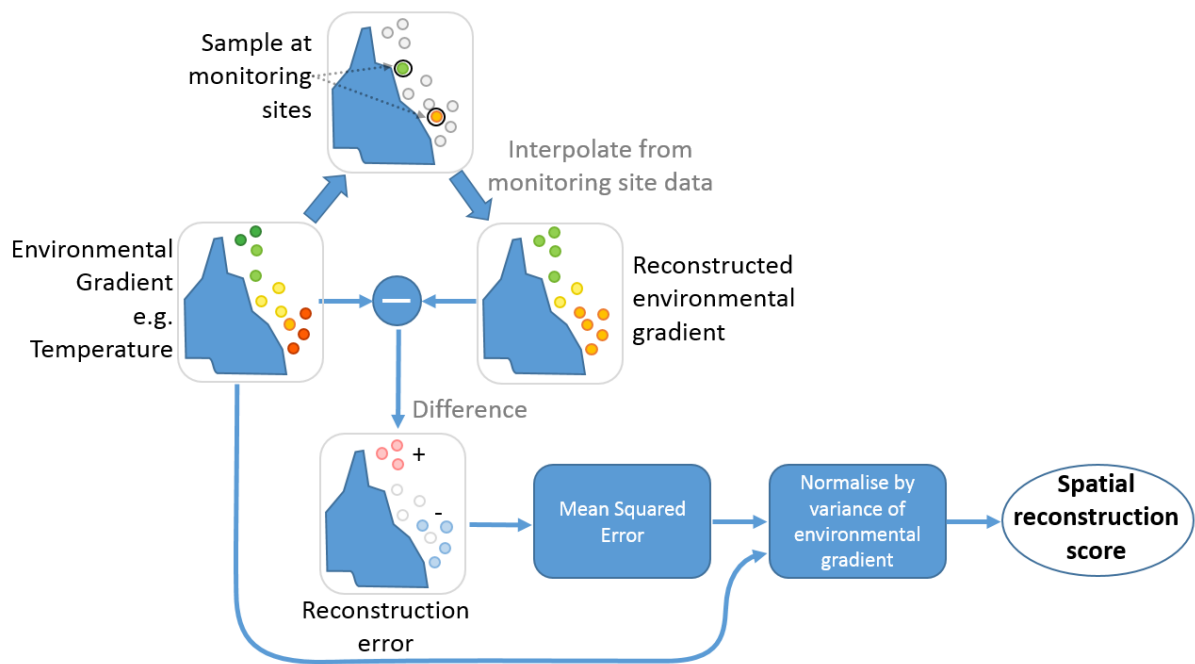 Sample at
monitoring
sites
Interpolate from
monitoring site data
Environmental
Gradient
e.g.
Temperature
Reconstructed
environmental
gradient
Difference
+
-
Reconstruction
error
Mean Squared
Error
Normalise by
variance of
environmental
gradient
Spatial
reconstruction
score